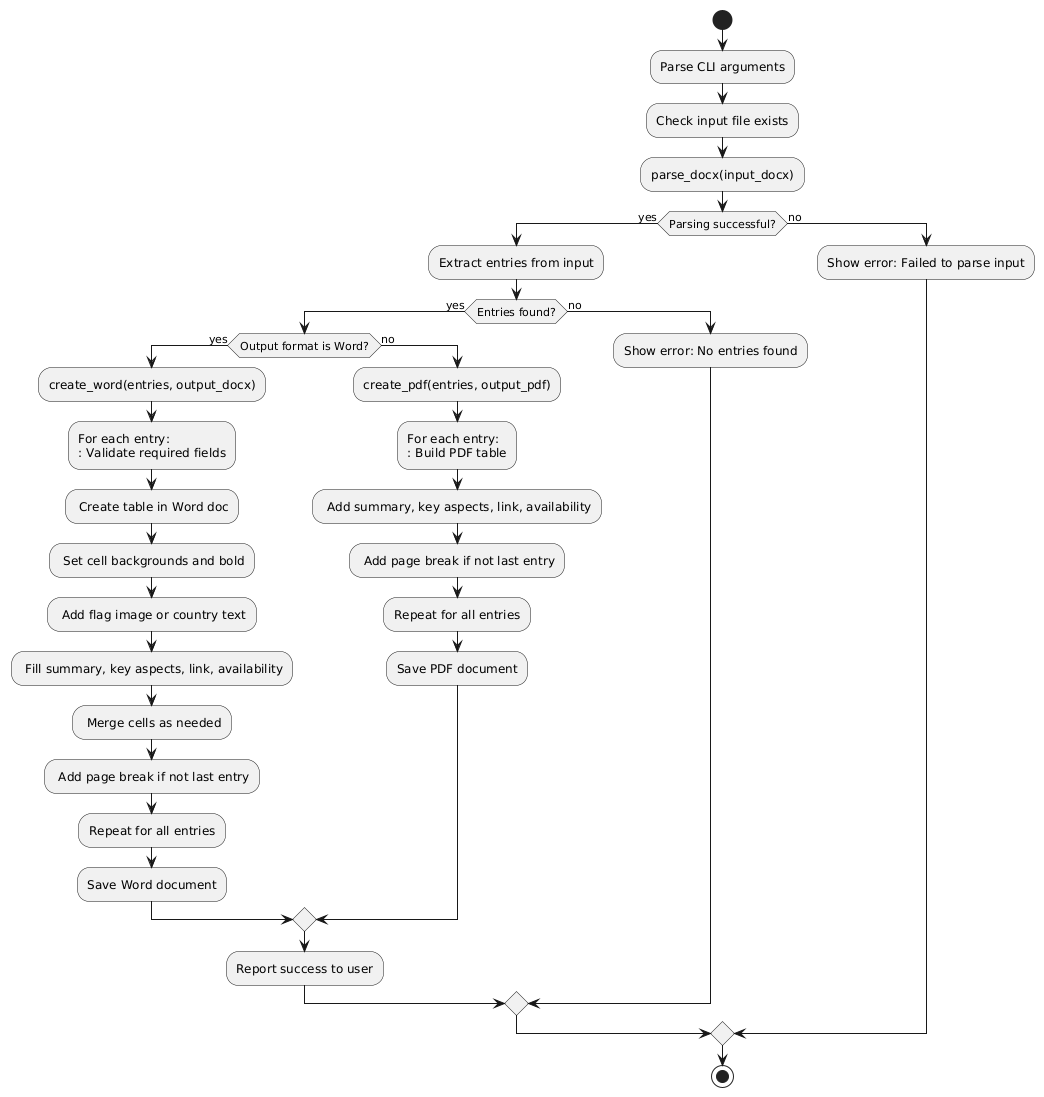 Parse CLI arguments
Check input file exists
parse_docx(input_docx)
Parsing successful?
yes
no
Extract entries from input
Show error: Failed to parse input
Entries found?
yes
no
Output format is Word?
yes
no
Show error: No entries found
create_word(entries, output_docx)
For each entry:
: Validate required fields
Create table in Word doc
Set cell backgrounds and bold
Add flag image or country text
Fill summary, key aspects, link, availability
Merge cells as needed
Add page break if not last entry
Repeat for all entries
Save Word document
create_pdf(entries, output_pdf)
For each entry:
: Build PDF table
Add summary, key aspects, link, availability
Add page break if not last entry
Repeat for all entries
Save PDF document
Report success to user